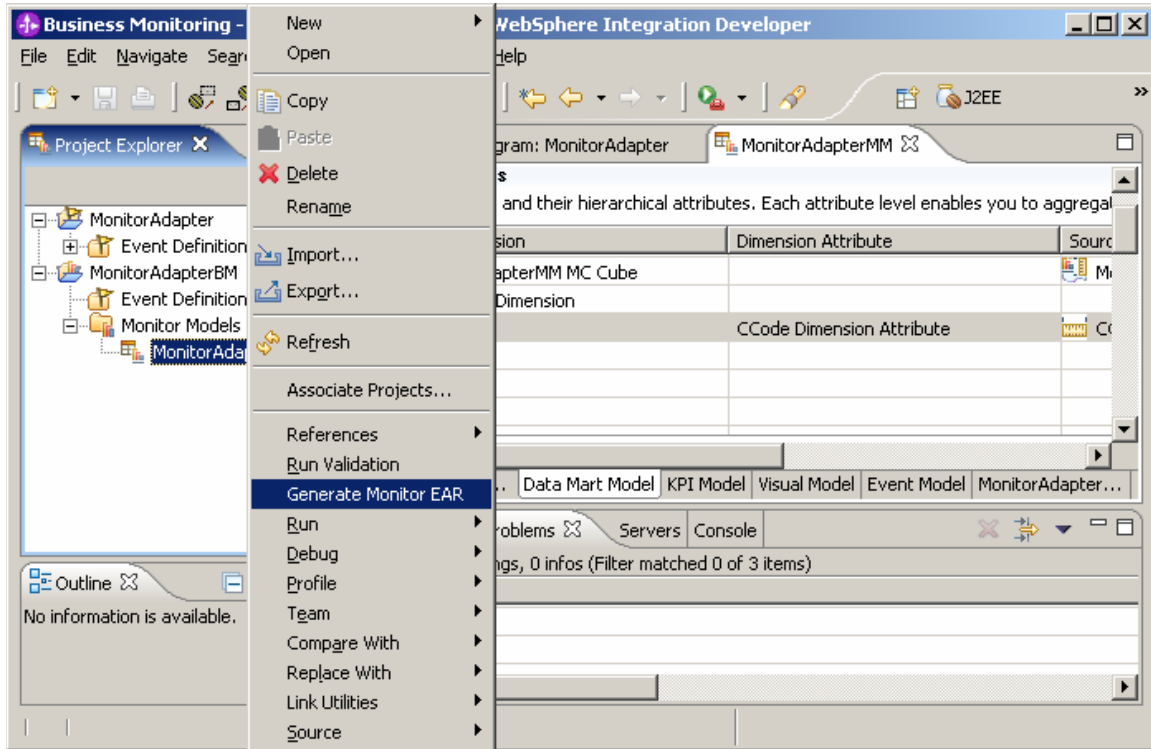 Business Monitoring -
WebSphere Integration Developer
File Edit Navigate
Help
J2EE
»
Project Explorer
MonitorAdapter
Event Definition
MonitorAdapterBM
Event Definition
Monitor Models
MonitorAda
Outline
No information is available.
New
Open
Copy
Paste
Delete
Rename
Import...
Export...
Refresh
Associate Projects...
References
Run Validation
Generate Monitor EAR
Run
Debug
Profile
Team
Compare With
Replace With
Link Utilities
Source
gram: MonitorAdapter
MonitorAdapterMM
s
and their hierarchical attributes. Each attribute level enables you to aggregat
sion Dimension Attribute Sourc
apterMM MC Cube
Dimension
CCode Dimension Attribute
Data Mart Model KPI Model Visual Model Event Model MonitorAdapter...
roblems Servers Console
ngs, 0 infos (Filter matched 0 of 3 items)